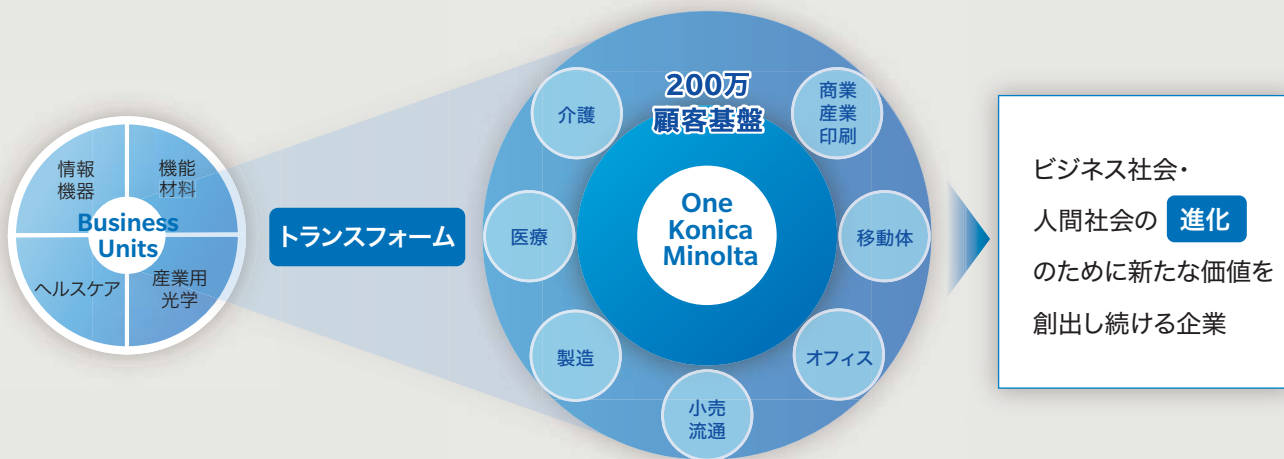 情報
機器
機能
材料
Business
Units
ヘルスケア
産業用
光学
トランスフォーム
200万
顧客基盤
介護
商業
産業
印刷
医療
One
Konica
Minolta
移動体
製造
オフィス
小売
流通
ビジネス社会・
人間社会の 進化
のために新たな価値を
創出し続ける企業